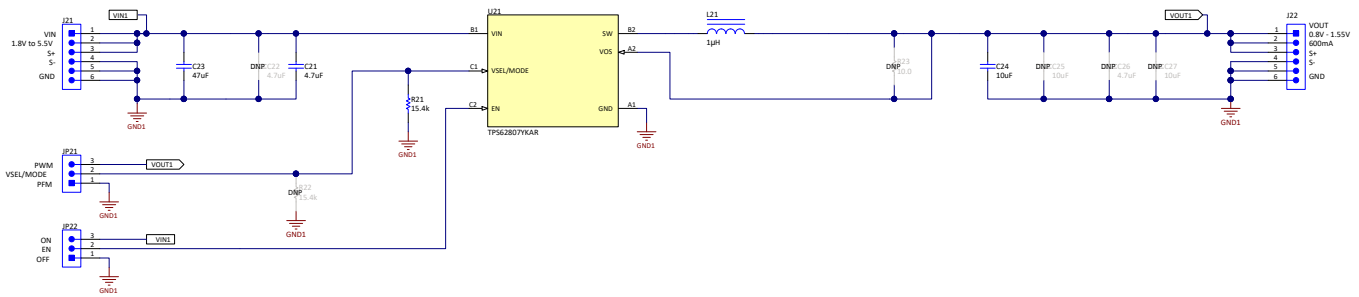 J21
VIN
1.8V to 5.5V
S+
S-
GND
1
2
3
4
5
6
VIN1
GND1
C23
47uF
DNP
C22
4.7uF
C21
4.7uF
R21
15.4k
GND1
U21
B1
VIN
C1
VSEL/MODE
C2
EN
SW
B2
VOS
A2
GND
A1
TPS62807YKAR
GND1
L21
1µH
DNP
R23
10.0
C24
10uF
DNP
C25
10uF
DNP
C26
4.7uF
DNP
C27
10uF
VOUT1
J22
1
2
3
4
5
6
VOUT
0.8V - 1.55V
600mA
S+
S-
GND
GND1
JP21
PWM
VSEL/MODE
PFM
3
2
1
VOUT1
GND1
DNP
R22
15.4k
GND1
JP22
ON
EN
OFF
3
2
1
VIN1
GND1